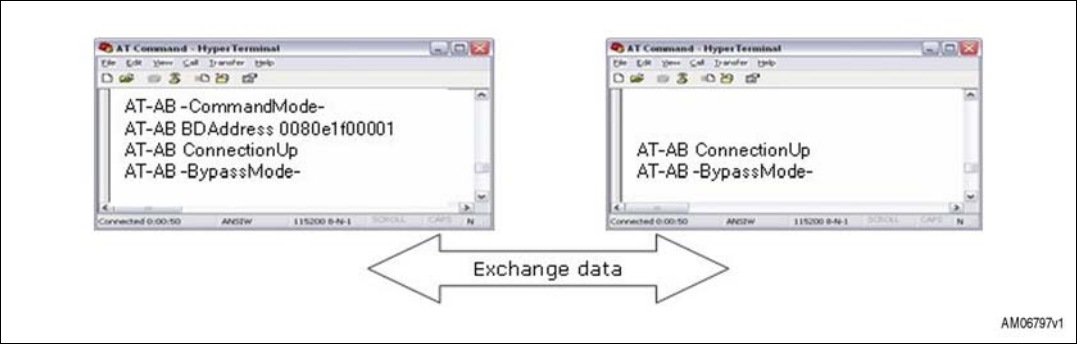 AT Command - HyperTerminal
File Edit View Call Transfer Help
AT-AB -CommandMode-
AT-AB BDAddress 0080e1f00001
AT-AB ConnectionUp
AT-AB -BypassMode-
Connected 0:00:50 ANSIW 115200 8-N-1 SCROLL CAPS N
AT Command - HyperTerminal
File Edit View Call Transfer Help
AT-AB ConnectionUp
AT-AB -BypassMode-
Connected 0:00:50 ANSIW 115200 8-N-1 SCROLL CAPS N
Exchange data
AM06797v1